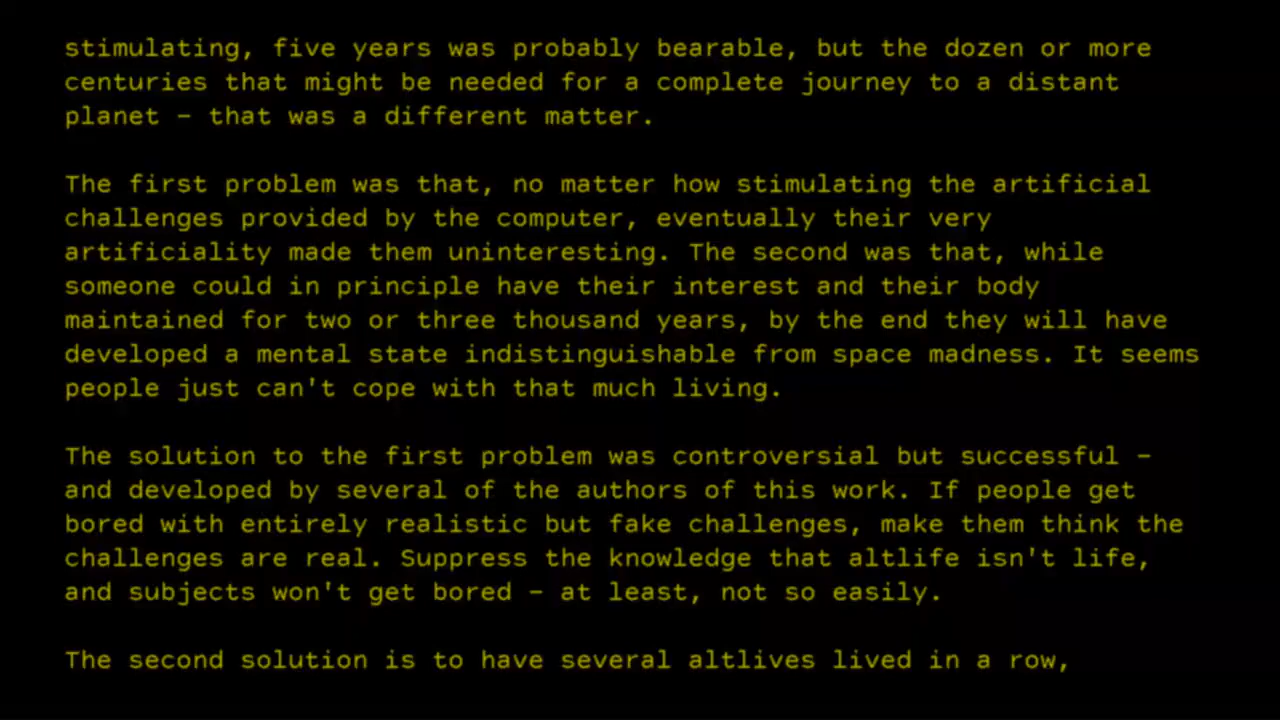 stimulating, five years was probably bearable, but the dozen or more
centuries that might be needed for a complete journey to a distant
planet – that was a different matter.
The first problem was that, no matter how stimulating the artificial
challenges provided by the computer, eventually their very
artificiality made them uninteresting. The second was that, while
someone could in principle have their interest and their body
maintained for two or three thousand years, by the end they will have
developed a mental state indistinguishable from space madness. It seems
people just can't cope with that much living.
The solution to the first problem was controversial but successful –
and developed by several of the authors of this work. If people get
bored with entirely realistic but fake challenges, make them think the
challenges are real. Suppress the knowledge that altlife isn't life,
and subjects won't get bored – at least, not so easily.
The second solution is to have several altlives lived in a row,